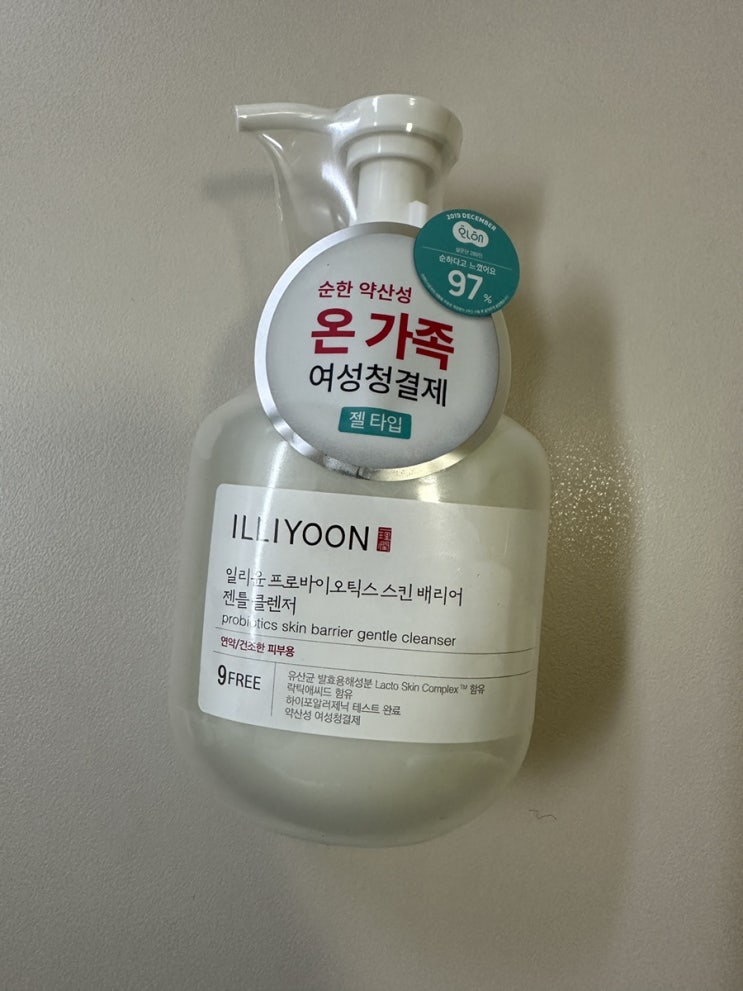 2019 DECEMBER
순하다고 느꼈어요
97%
순한 약산성
온 가족
여성청결제
젤 타입
ILLIYOON
일리윤 프로바이오틱스 스킨 배리어
젠틀 클렌저
probiotics skin barrier gentle cleanser
연약/건조한 피부용
9FREE
유산균 발효용해성분 Lacto Skin Complex™ 함유
락틱애씨드 함유
하이포알러제닉 테스트 완료
약산성 여성청결제